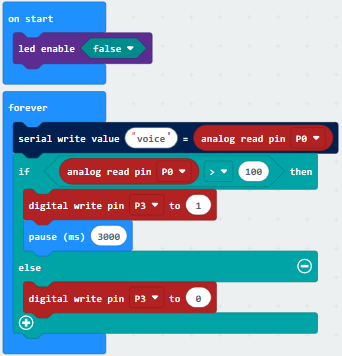 on start
led enable false
forever
serial write value "voice" = analog read pin P0
if analog read pin P0 > 100 then
digital write pin P3 to 1
pause (ms) 3000
else
digital write pin P3 to 0